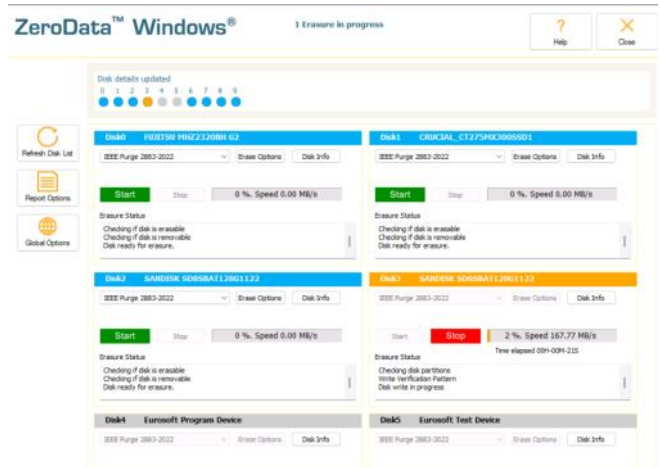 ZeroData™ Windows®
1 Erasure in progress
Help
Close
Disk details updated
0 1 2 3 4 5 6 7 8 9
Refresh Disk List
Report Options
Global Options
Disk0 FUJITSU MHZ2320BH G2
IEEE Purge 2883-2022
Erase Options
Disk Info
Start
Stop
0 %. Speed 0.00 MB/s
Erasure Status
Checking if disk is erasable
Checking if disk is removable
Disk ready for erasure.
Disk1 CRUCIAL_CT275MX300SSD1
IEEE Purge 2883-2022
Erase Options
Disk Info
Start
Stop
0 %. Speed 0.00 MB/s
Erasure Status
Checking if disk is erasable
Checking if disk is removable
Disk ready for erasure.
Disk2 SANDISK SD8SBAT128G1122
IEEE Purge 2883-2022
Erase Options
Disk Info
Start
Stop
0 %. Speed 0.00 MB/s
Erasure Status
Checking if disk is erasable
Checking if disk is removable
Disk ready for erasure.
Disk3 SANDISK SD8SBAT128G1122
IEEE Purge 2883-2022
Erase Options
Disk Info
Start
Stop
2 %. Speed 167.77 MB/s
Time elapsed 00H-00M-21S
Erasure Status
Checking disk partitions
Write Verification Pattern
Disk write in progress
Disk4 Eurosoft Program Device
IEEE Purge 2883-2022
Erase Options
Disk Info
Disk5 Eurosoft Test Device
IEEE Purge 2883-2022
Erase Options
Disk Info